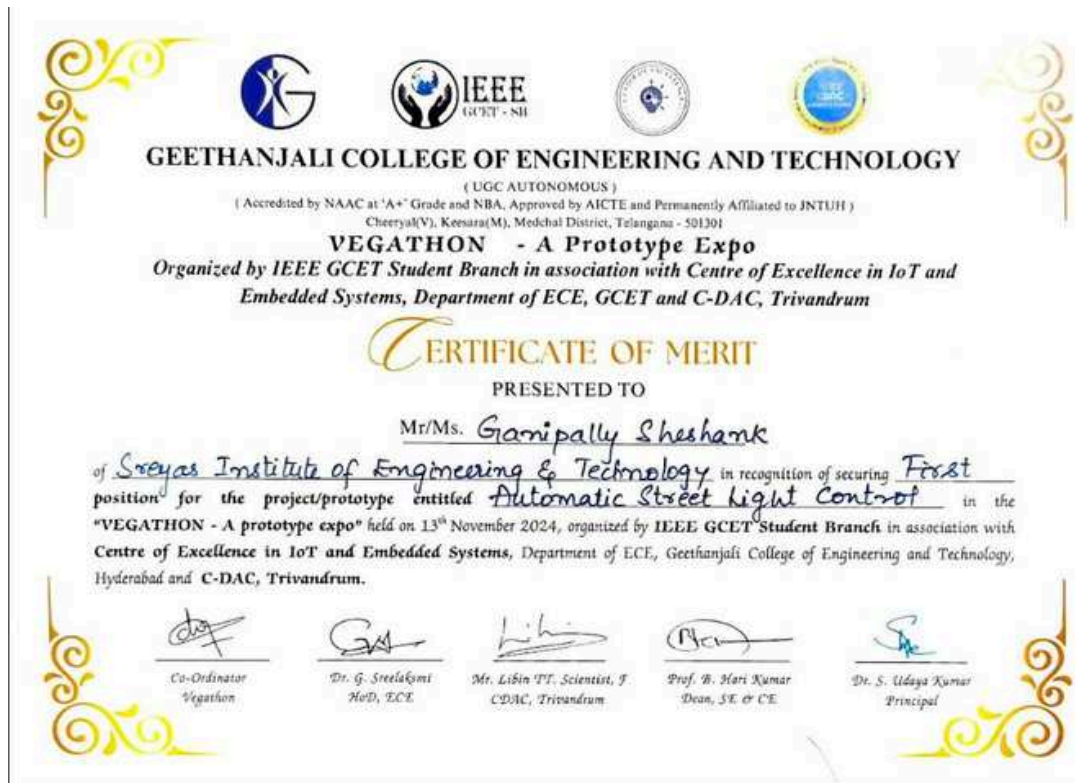 IEEE
GCET - SB
GEETHANJALI COLLEGE OF ENGINEERING AND TECHNOLOGY
( UGC AUTONOMOUS )
( Accredited by NAAC at 'A+' Grade and NBA, Approved by AICTE and Permanently Affiliated to JNTUH )
Cheeryal(V), Keesara(M), Medchal District, Telangana - 501301
VEGATHON - A Prototype Expo
Organized by IEEE GCET Student Branch in association with Centre of Excellence in IoT and
Embedded Systems, Department of ECE, GCET and C-DAC, Trivandrum
CERTIFICATE OF MERIT
PRESENTED TO
Mr/Ms. Ganipally Sheshank
of Sreyas Institute of Engineering & Technology in recognition of securing First
position for the project/prototype entitled Automatic Street Light Control in the
"VEGATHON - A prototype expo" held on 13th November 2024, organized by IEEE GCET Student Branch in association with
Centre of Excellence in IoT and Embedded Systems, Department of ECE, Geethanjali College of Engineering and Technology,
Hyderabad and C-DAC, Trivandrum.
Co-Ordinator
Vegathon
Dr. G. Sreelakshmi
HoD, ECE
Mr. Libin TT. Scientist, F
CDAC, Trivandrum
Prof. B. Hari Kumar
Dean, SE & CE
Dr. S. Udaya Kumar
Principal